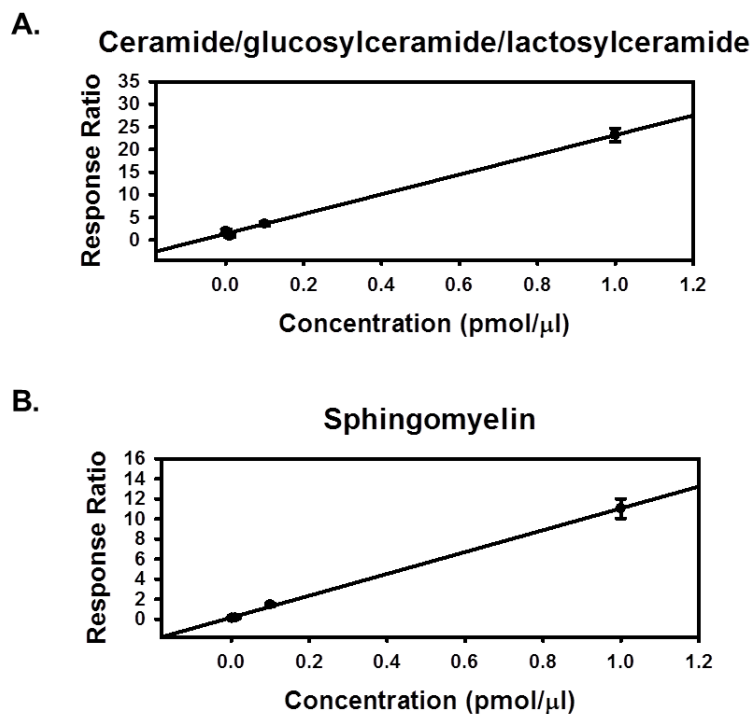 A.
Ceramide/glucosylceramide/lactosylceramide
35
30
25
20
15
10
5
0
Response Ratio
0.0 0.2 0.4 0.6 0.8 1.0 1.2
Concentration (pmol/μl)
B.
Sphingomyelin
16
14
12
10
8
6
4
2
0
Response Ratio
0.0 0.2 0.4 0.6 0.8 1.0 1.2
Concentration (pmol/μl)